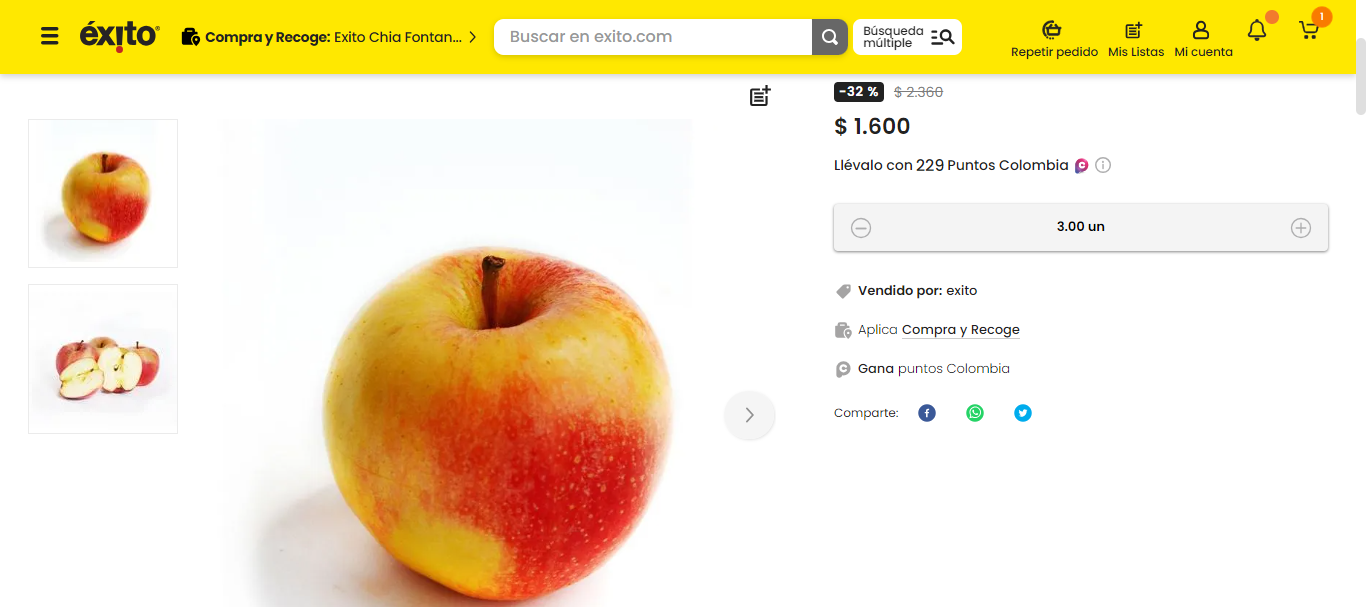 éxito
Compra y Recoge: Exito Chia Fontan...
Buscar en exito.com
Búsqueda
múltiple
Repetir pedido
Mis Listas
Mi cuenta
1
-32 % $ 2.360
$ 1.600
Llévalo con 229 Puntos Colombia
3.00 un
Vendido por: exito
Aplica Compra y Recoge
Gana puntos Colombia
Comparte: